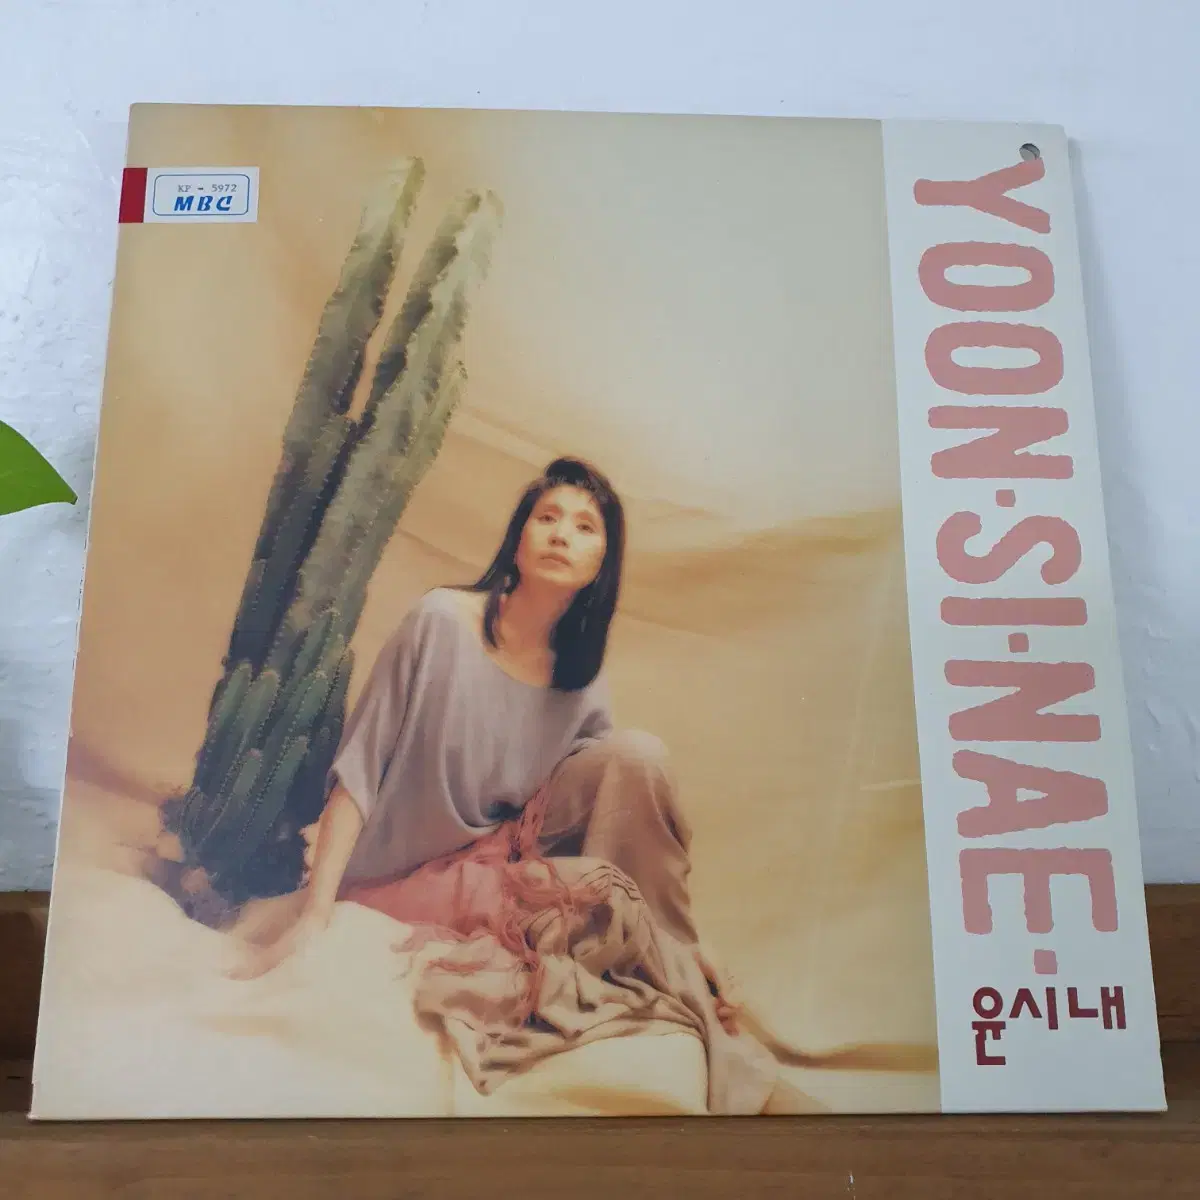 KP - 5972
MBC
YOON·SI·NAE·
윤시내